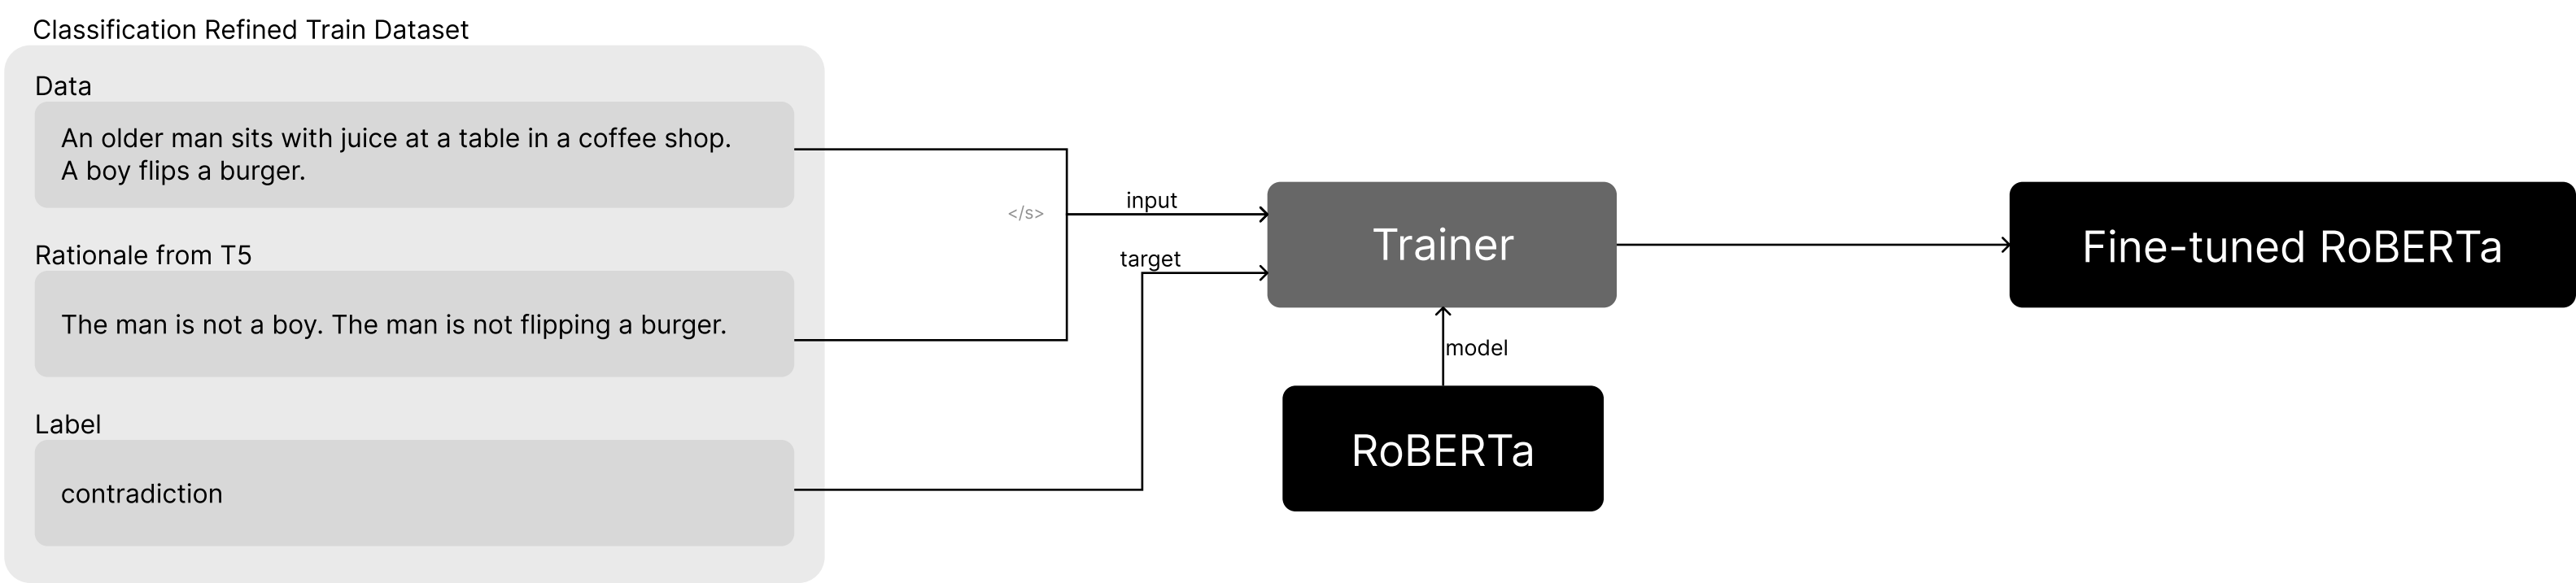 Classification Refined Train Dataset
Data
An older man sits with juice at a table in a coffee shop.
A boy flips a burger.
Rationale from T5
The man is not a boy. The man is not flipping a burger.
Label
contradiction
</s>
input
target
Trainer
model
RoBERTa
Fine-tuned RoBERTa